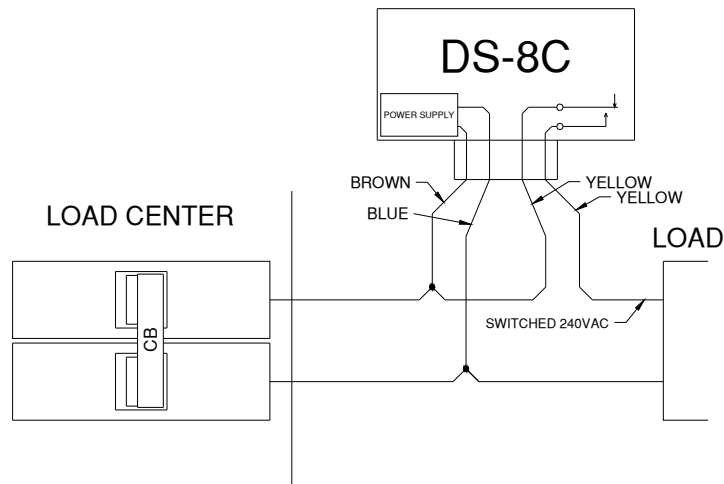 DS-8C
POWER SUPPLY
BROWN
YELLOW
YELLOW
BLUE
LOAD CENTER
LOAD
SWITCHED 240VAC
CB